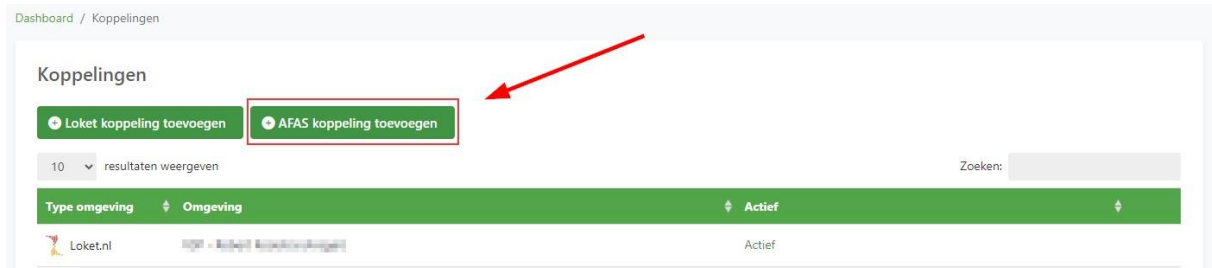 Dashboard / Koppelingen
Koppelingen
Loket koppeling toevoegen AFAS koppeling toevoegen
10 resultaten weergeven Zoeken:
Type omgeving Omgeving Actief
Loket.nl Actief